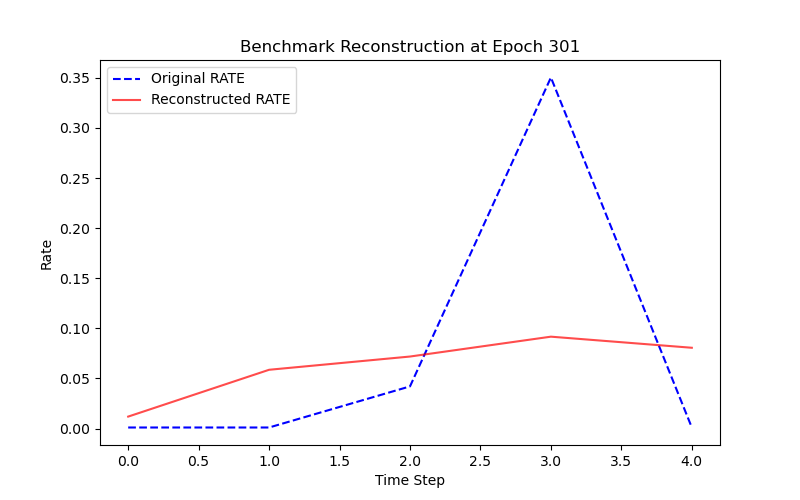 Benchmark Reconstruction at Epoch 301
Original RATE
Reconstructed RATE
0.35
0.30
0.25
0.20
0.15
0.10
0.05
0.00
Rate
0.0 0.5 1.0 1.5 2.0 2.5 3.0 3.5 4.0
Time Step